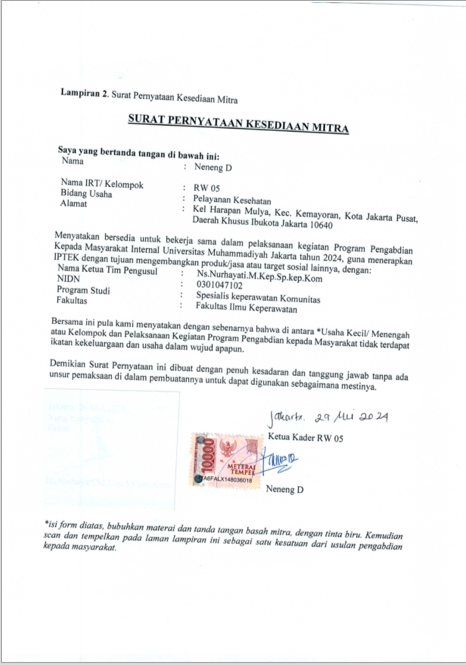 Lampiran 2. Surat Pernyataan Kesediaan Mitra
SURAT PERNYATAAN KESEDIAAN MITRA
Saya yang bertanda tangan di bawah ini:
Nama : Neneng D
Nama IRT/ Kelompok : RW 05
Bidang Usaha : Pelayanan Kesehatan
Alamat : Kel Harapan Mulya, Kec. Kemayoran, Kota Jakarta Pusat,
Daerah Khusus Ibukota Jakarta 10640
Menyatakan bersedia untuk bekerja sama dalam pelaksanaan kegiatan Program Pengabdian
Kepada Masyarakat Internal Universitas Muhammadiyah Jakarta tahun 2024, guna menerapkan
IPTEK dengan tujuan mengembangkan produk/jasa atau target sosial lainnya, dengan:
Nama Ketua Tim Pengusul : Ns.Nurhayati.M.Kep.Sp.kep.Kom
NIDN : 0301047102
Program Studi : Spesialis keperawatan Komunitas
Fakultas : Fakultas Ilmu Keperawatan
Bersama ini pula kami menyatakan dengan sebenarnya bahwa di antara *Usaha Kecil/ Menengah
atau Kelompok dan Pelaksanaan Kegiatan Program Pengabdian kepada Masyarakat tidak terdapat
ikatan kekeluargaan dan usaha dalam wujud apapun.
Demikian Surat Pernyataan ini dibuat dengan penuh kesadaran dan tanggung jawab tanpa ada
unsur pemaksaan di dalam pembuatannya untuk dapat digunakan sebagaimana mestinya.
Jakarta. 29 Mei 2024
Ketua Kader RW 05
10000
METERAI
TEMPEL
Neneng D
*isi form diatas, bubuhkan materai dan tanda tangan basah mitra, dengan tinta biru. Kemudian
scan dan tempelkan pada laman lampiran ini sebagai satu kesatuan dari usulan pengabdian
kepada masyarakat.